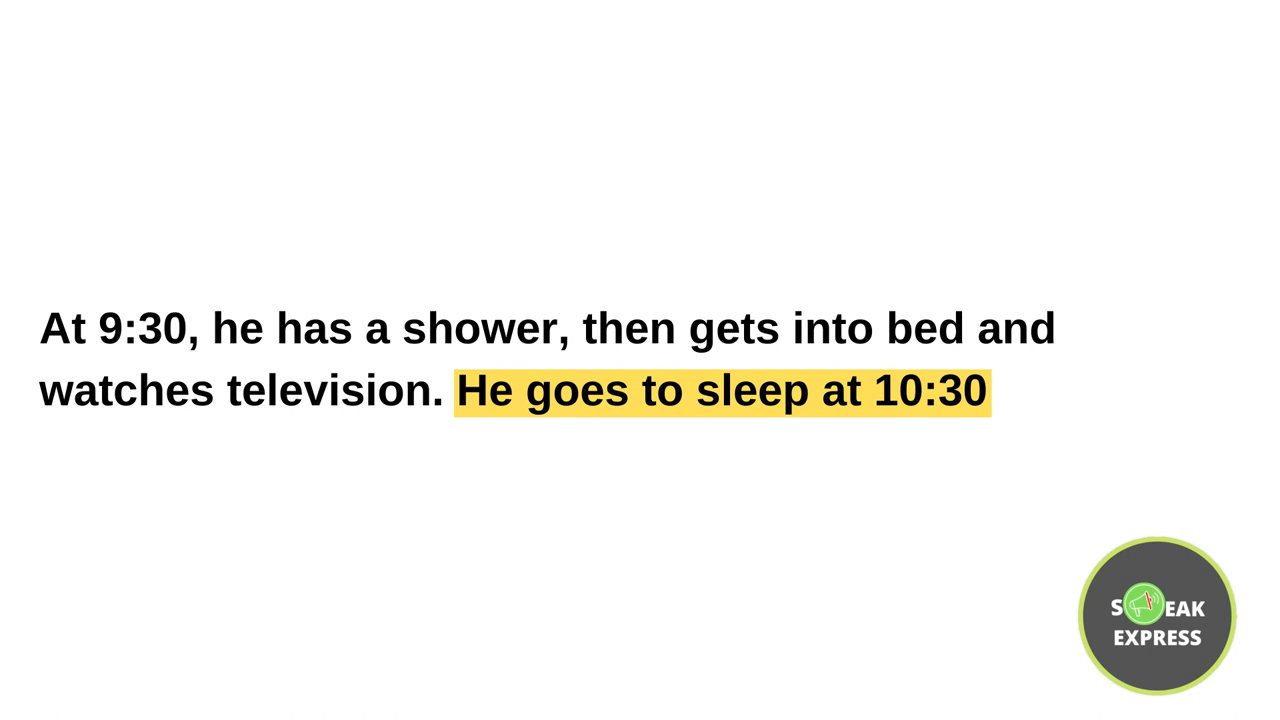 At 9:30, he has a shower, then gets into bed and
watches television. He goes to sleep at 10:30
S EAK
EXPRESS